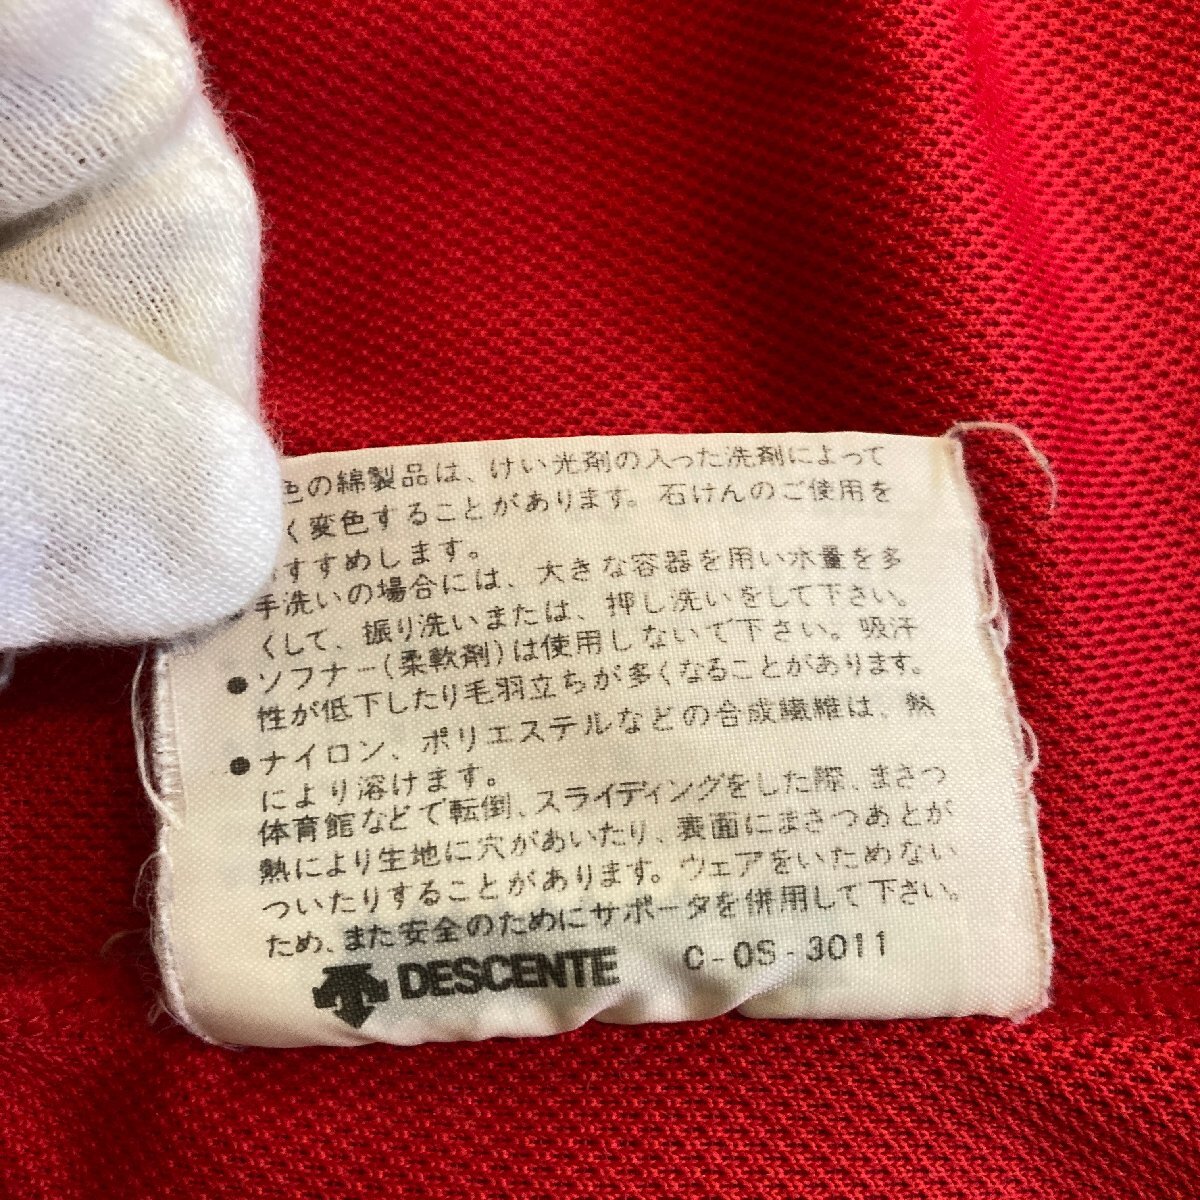 色の綿製品は、けい光剤の入った洗剤によって
く変色することがあります。石けんのご使用を
すすめします。
手洗いの場合には、大きな容器を用い水量を多
くして、振り洗いまたは、押し洗いをして下さい。
●ソフナー(柔軟剤)は使用しないで下さい。吸汗
性が低下したり毛羽立ちが多くなることがあります。
●ナイロン、ポリエステルなどの合成繊維は、熱
により溶けます。
体育館などで転倒、スライディングをした際、まさつ
熱により生地に穴があいたり、表面にまさつあとが
ついたりすることがあります。ウェアをいためない
ため、また安全のためにサポータを併用して下さい。
DESCENTE C-OS-3011